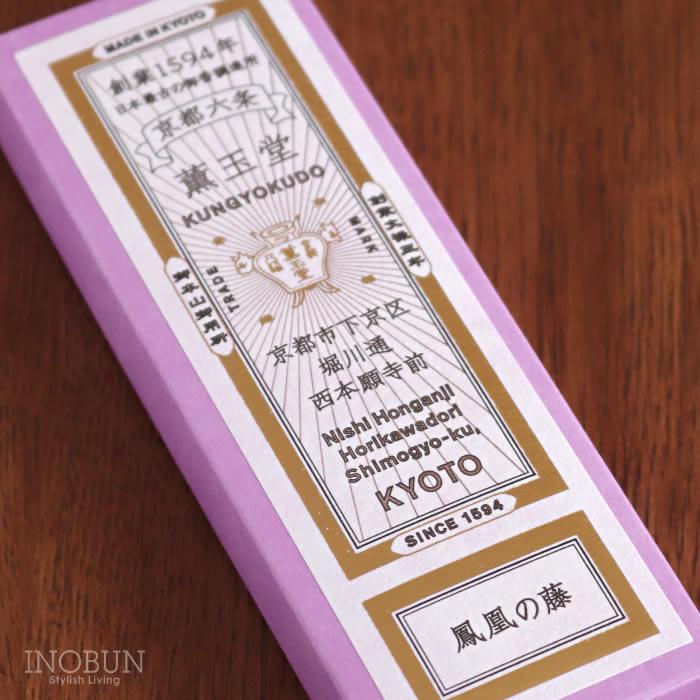 MADE IN KYOTO
創業1594年
日本最古の御香調進所
京都六条
薫玉堂
KUNGYOKUDO
TRADE
MARK
薫玉堂
京都市下京区
堀川通
西本願寺前
Nishi Honganji
Horikawadori
Shimogyo-ku.
KYOTO
SINCE 1594
鳳凰の藤
INOBUN
Stylish Living